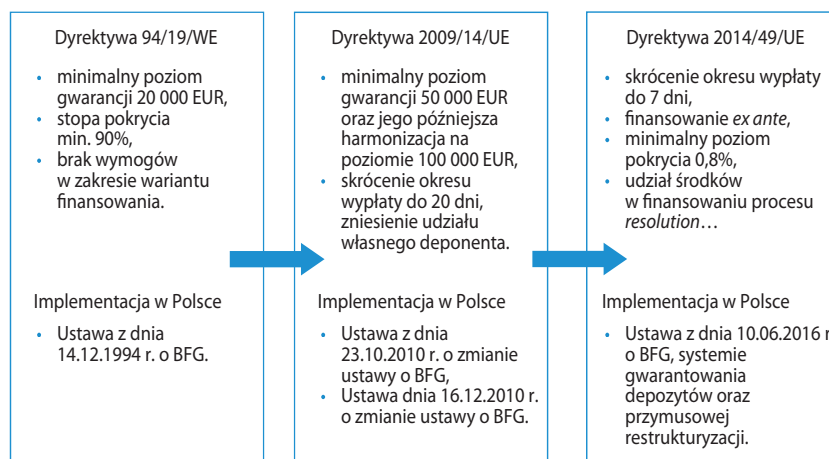 Dyrektywa 94/19/WE
• minimalny poziom
gwarancji 20 000 EUR,
• stopa pokrycia
min. 90%,
• brak wymogów
w zakresie wariantu
finansowania.
Implementacja w Polsce
• Ustawa z dnia
14.12.1994 r. o BFG.
Dyrektywa 2009/14/UE
• minimalny poziom
gwarancji 50 000 EUR
oraz jego późniejsza
harmonizacja na
poziomie 100 000 EUR,
• skrócenie okresu
wypłaty do 20 dni,
zniesienie udziału
własnego deponenta.
Implementacja w Polsce
• Ustawa z dnia
23.10.2010 r. o zmianie
ustawy o BFG,
• Ustawa dnia 16.12.2010 r.
o zmianie ustawy o BFG.
Dyrektywa 2014/49/UE
• skrócenie okresu wypłaty
do 7 dni,
• finansowanie ex ante,
• minimalny poziom
pokrycia 0,8%,
• udział środków
w finansowaniu procesu
resolution…
Implementacja w Polsce
• Ustawa z dnia 10.06.2016 r
o BFG, systemie
gwarantowania
depozytów oraz
przymusowej
restrukturyzacji.